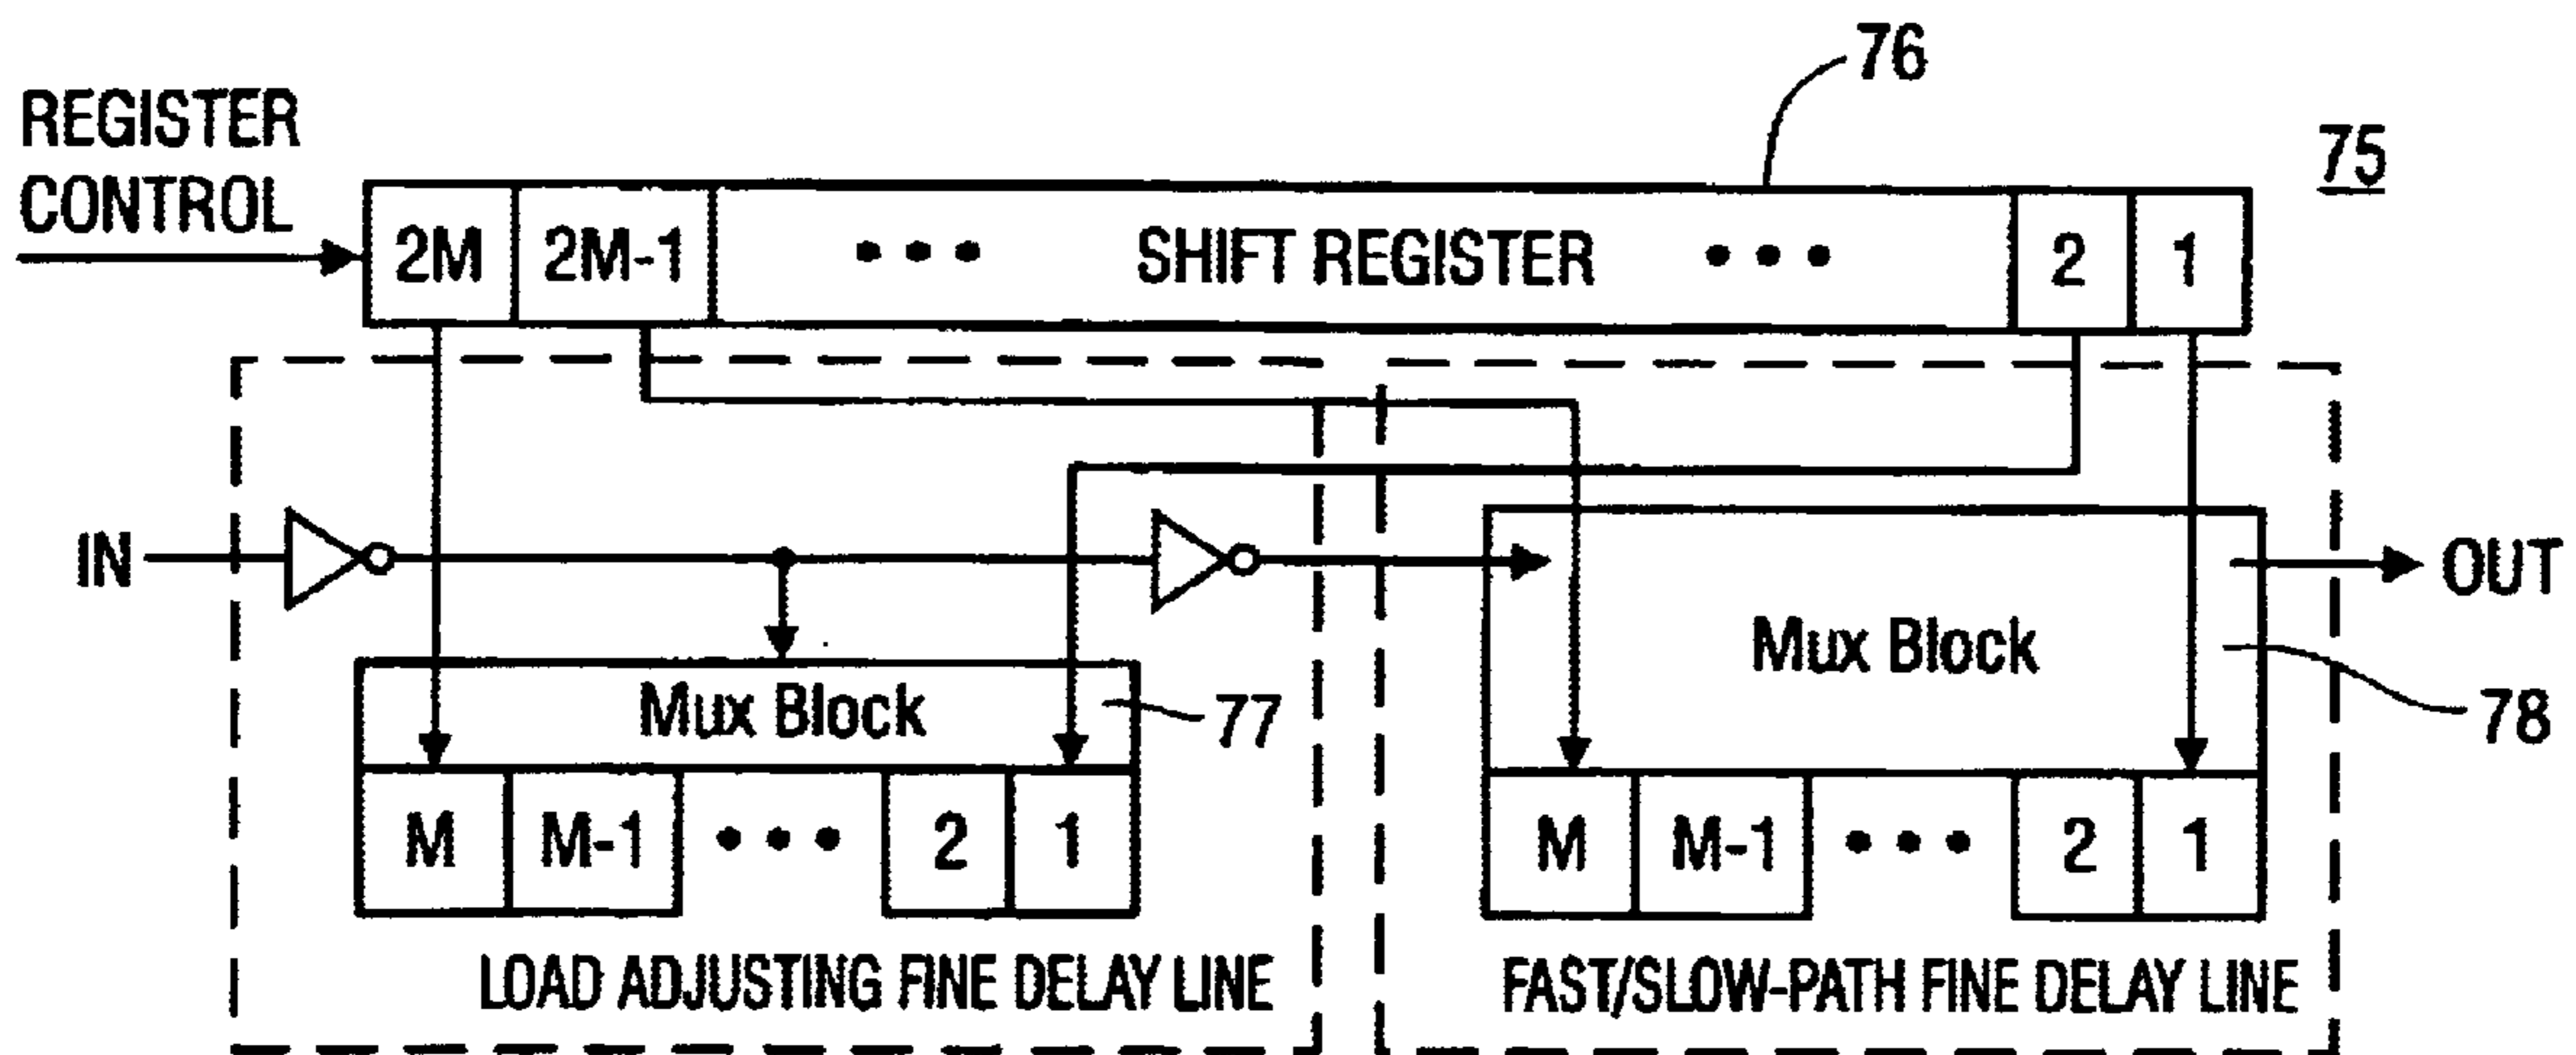 76
REGISTER
CONTROL
75
2M 2M-1 • • • SHIFT REGISTER • • • 2 1
IN
OUT
Mux Block
Mux Block
77
78
M M-1 • • • 2 1
M M-1 • • • 2 1
LOAD ADJUSTING FINE DELAY LINE
FAST/SLOW-PATH FINE DELAY LINE